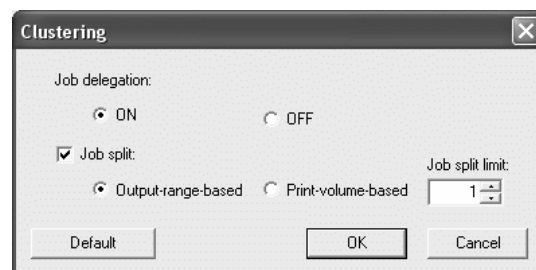 Clustering
Job delegation:
ON OFF
Job split:
Job split limit:
Output-range-based Print-volume-based 1
Default OK Cancel